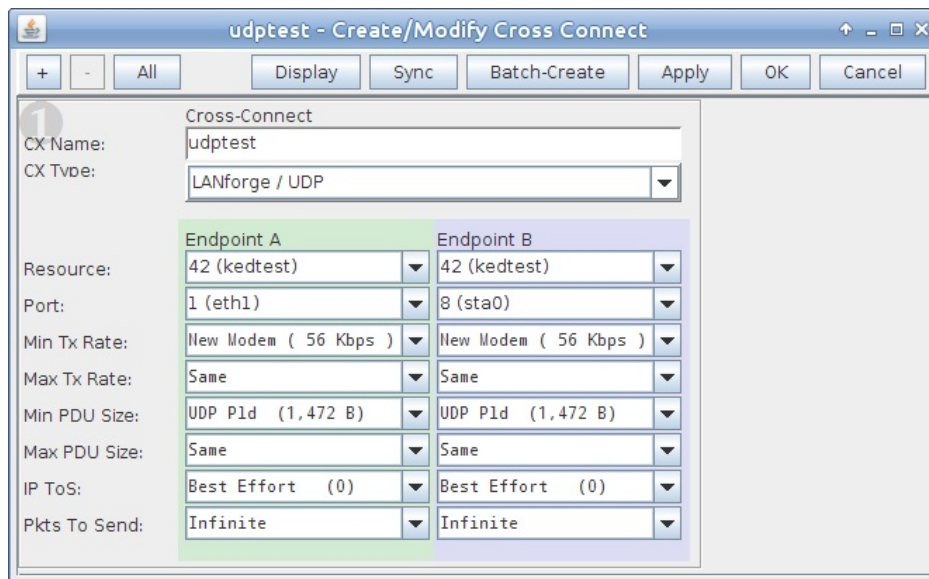 udptest - Create/Modify Cross Connect
+ - All Display Sync Batch-Create Apply OK Cancel
1
Cross-Connect
CX Name: udptest
CX Type: LANforge / UDP
Endpoint A Endpoint B
Resource: 42 (kedtest) 42 (kedtest)
Port: 1 (eth1) 8 (sta0)
Min Tx Rate: New Modem ( 56 Kbps ) New Modem ( 56 Kbps )
Max Tx Rate: Same Same
Min PDU Size: UDP Pld (1,472 B) UDP Pld (1,472 B)
Max PDU Size: Same Same
IP ToS: Best Effort (0) Best Effort (0)
Pkts To Send: Infinite Infinite